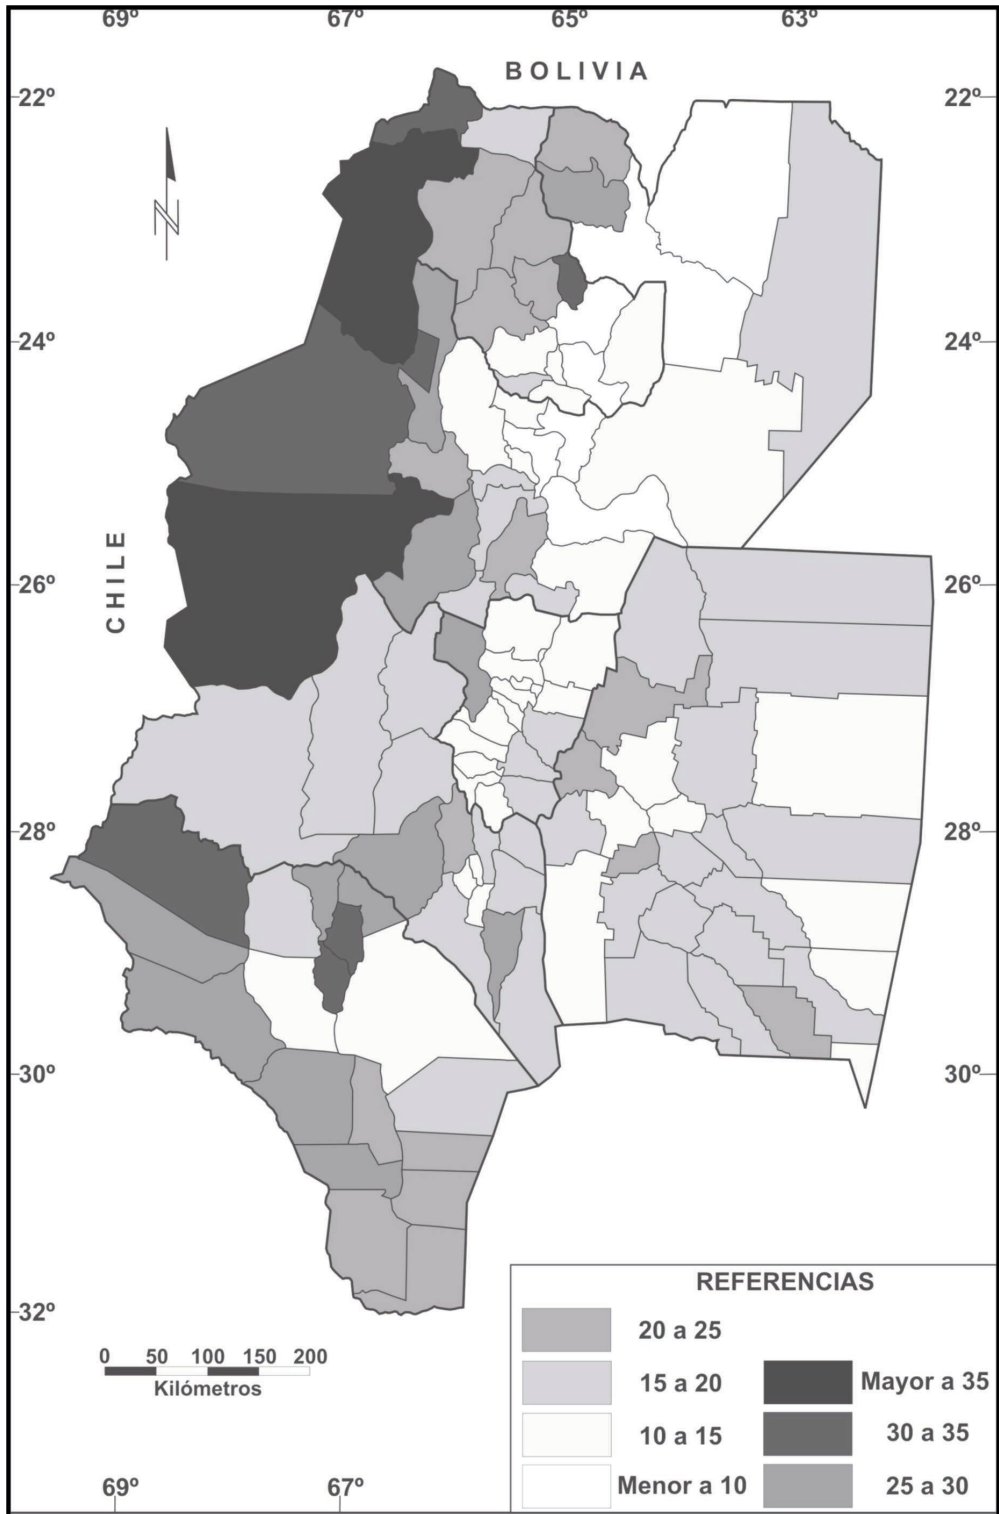 69º 67º 65º 63º
BOLIVIA
22º 22º
N
24º 24º
CHILE
26º 26º
28º 28º
30º 30º
REFERENCIAS
32º
20 a 25
0 50 100 150 200
Kilómetros
15 a 20 Mayor a 35
10 a 15 30 a 35
Menor a 10 25 a 30
69º 67º